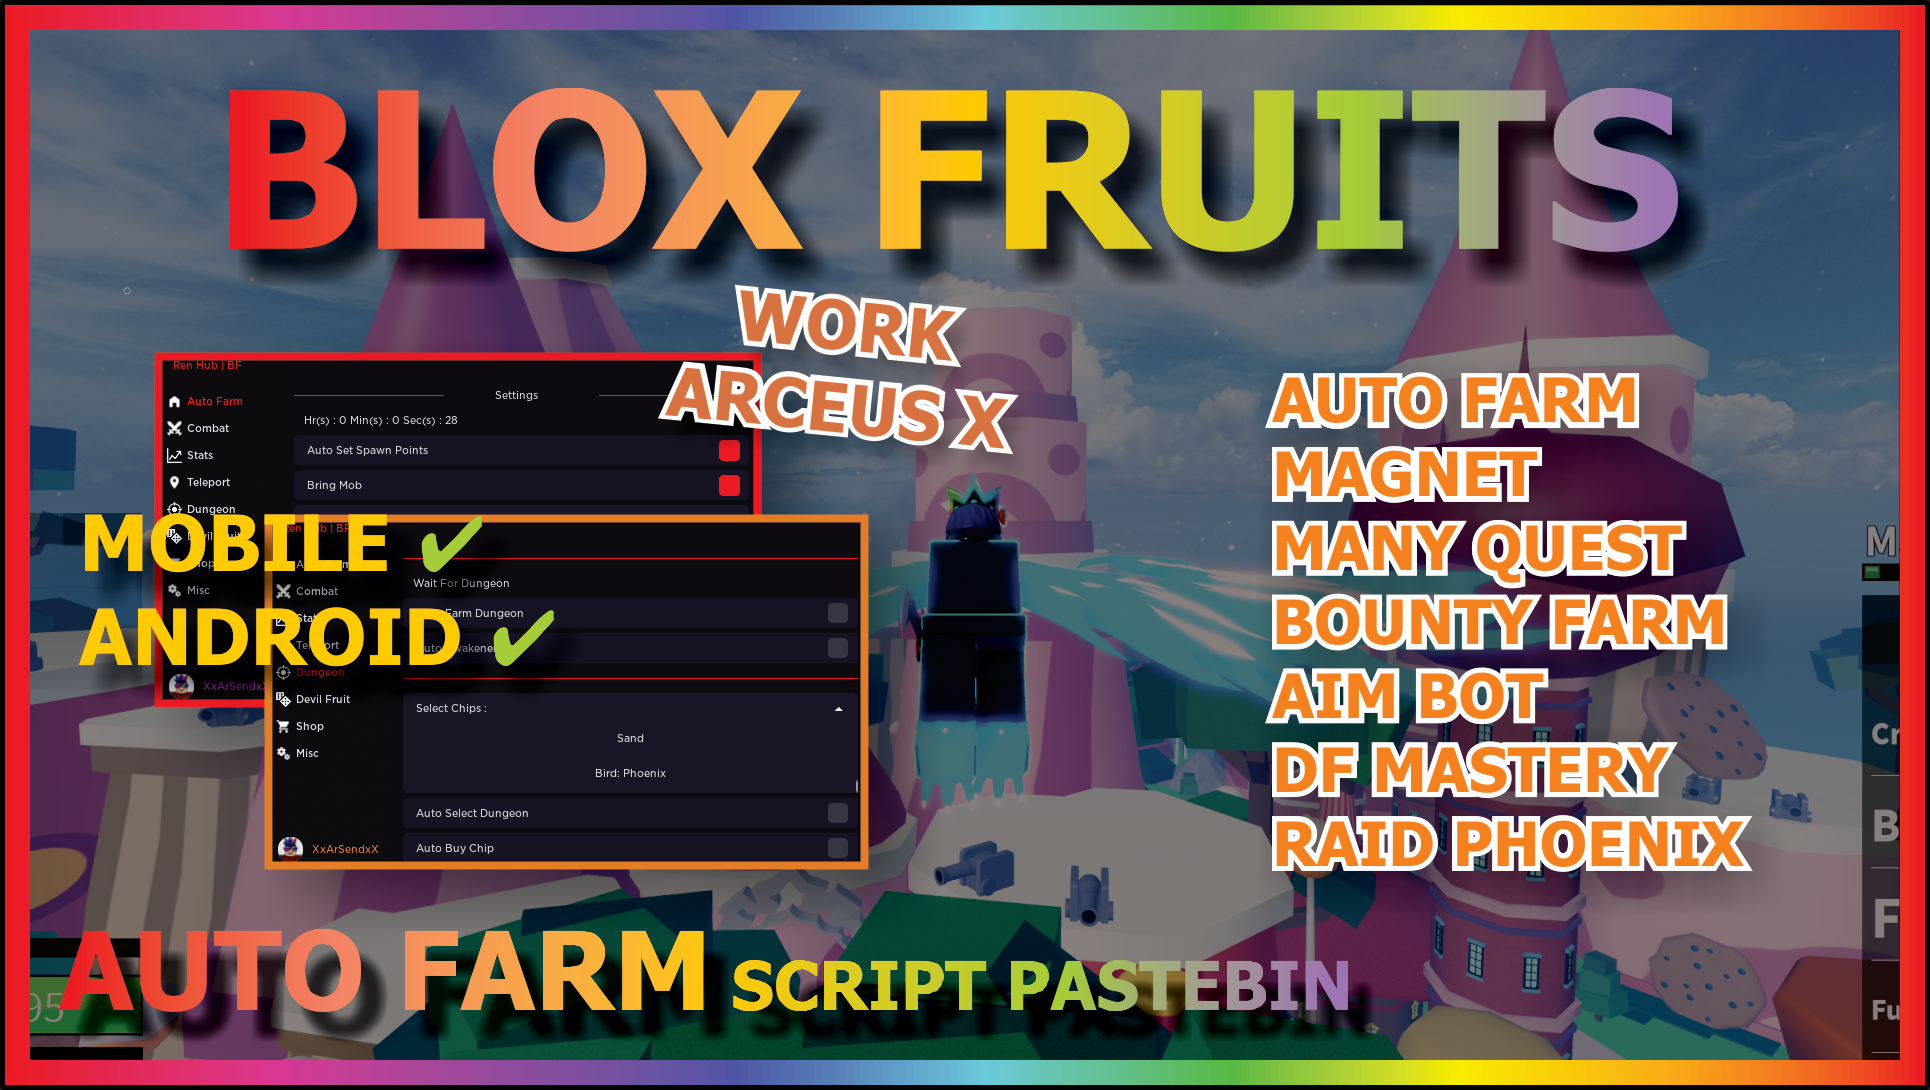 BLOX FRUITS
WORK
ARCEUS X
Ren Hub | BF
Auto Farm
Combat
Stats
Teleport
Dungeon
Misc
Settings
Hr(s) : 0 Min(s) : 0 Sec(s) : 28
Auto Set Spawn Points
Bring Mob
MOBILE ✔
ANDROID ✔
Combat
Dungeon
Devil Fruit
Shop
Misc
XxArSendxX
Wait For Dungeon
Farm Dungeon
Select Chips :
Sand
Bird: Phoenix
Auto Select Dungeon
Auto Buy Chip
AUTO FARM
MAGNET
MANY QUEST
BOUNTY FARM
AIM BOT
DF MASTERY
RAID PHOENIX
AUTO FARM SCRIPT PASTEBIN